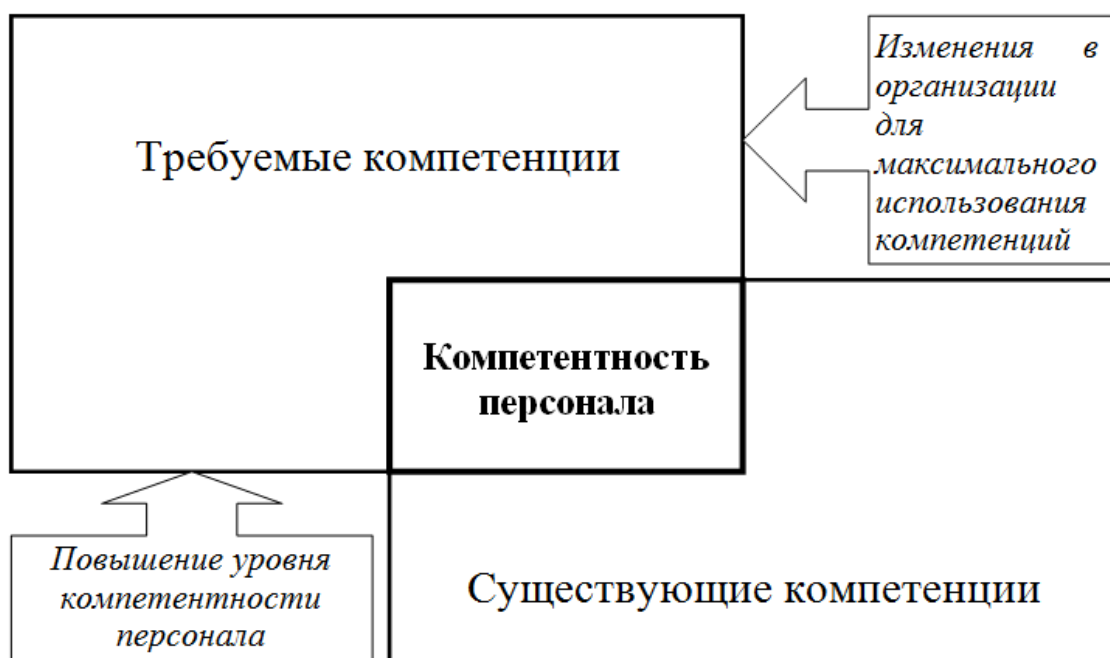 Требуемые компетенции
Изменения в
организации
для
максимального
использования
компетенций
Компетентность
персонала
Повышение уровня
компетентности
персонала
Существующие компетенции